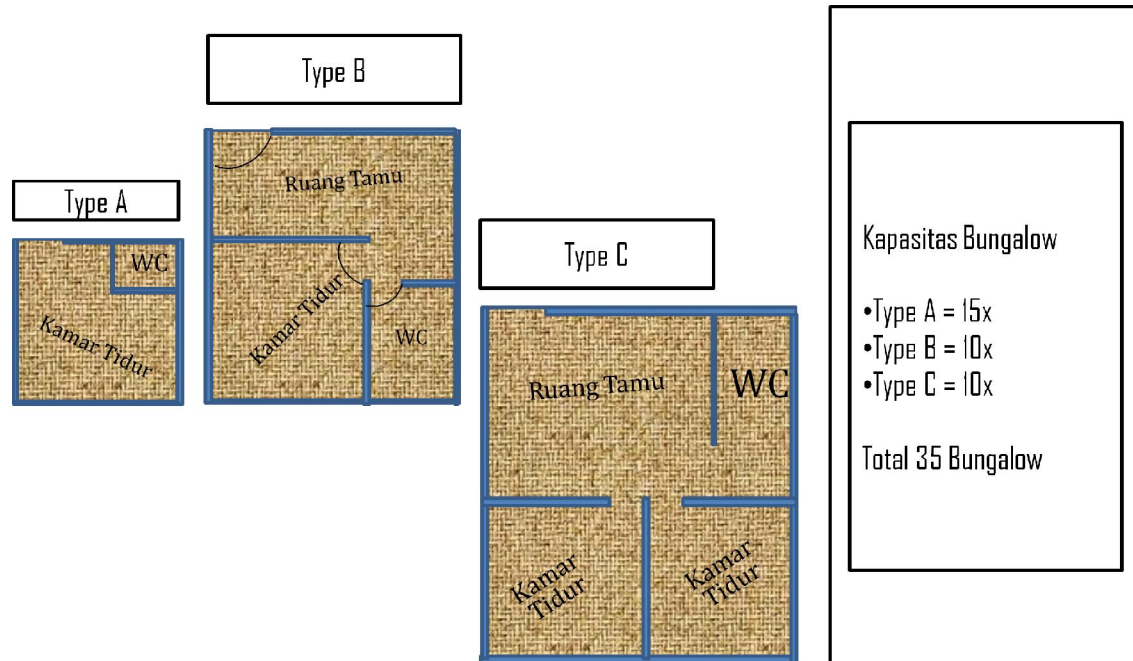 Type A
Kamar Tidur
WC
Type B
Ruang Tamu
Kamar Tidur
WC
Type C
Ruang Tamu
WC
Kamar
Tidur
Kamar
Tidur
Kapasitas Bungalow
•Type A = 15x
•Type B = 10x
•Type C = 10x
Total 35 Bungalow